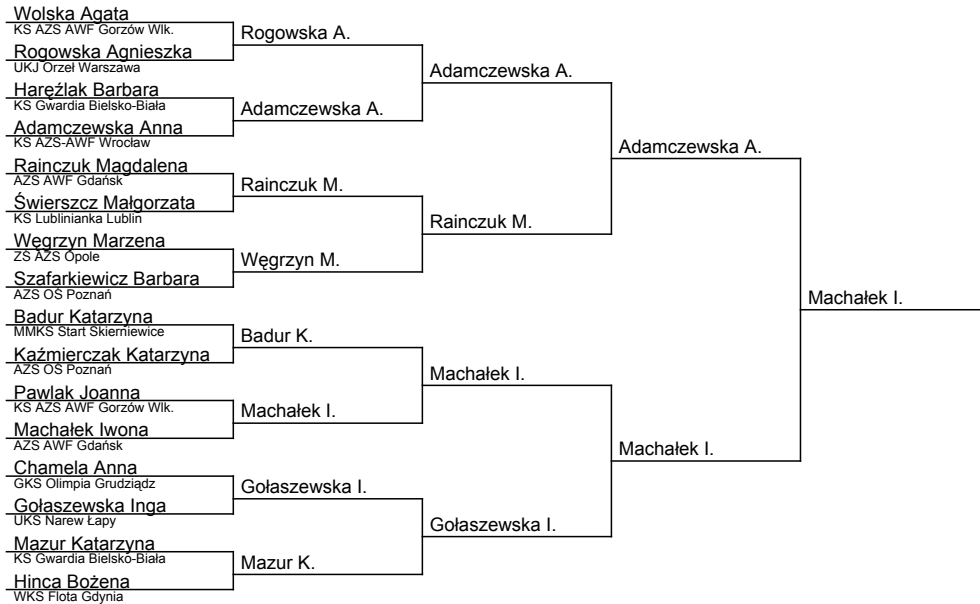 Wolska Agata
KS AZS AWF Gorzów Wlk.
Rogowska Agnieszka
UKJ Orzeł Warszawa
Haręźlak Barbara
KS Gwardia Bielsko-Biała
Adamczewska Anna
KS AZS-AWF Wrocław
Rainczuk Magdalena
AZS AWF Gdańsk
Świerszcz Małgorzata
KS Lublinianka Lublin
Węgrzyn Marzena
ZS AZS Opole
Szafarkiewicz Barbara
AZS OŚ Poznań
Badur Katarzyna
MMKS Start Skierniewice
Kaźmierczak Katarzyna
AZS OŚ Poznań
Pawlak Joanna
KS AZS AWF Gorzów Wlk.
Machałek Iwona
AZS AWF Gdańsk
Chamela Anna
GKS Olimpia Grudziądz
Gołaszewska Inga
UKS Narew Łapy
Mazur Katarzyna
KS Gwardia Bielsko-Biała
Hinca Bożena
WKS Flota Gdynia
Rogowska A.
Adamczewska A.
Rainczuk M.
Węgrzyn M.
Badur K.
Machałek I.
Gołaszewska I.
Mazur K.
Adamczewska A.
Rainczuk M.
Machałek I.
Gołaszewska I.
Adamczewska A.
Machałek I.
Machałek I.